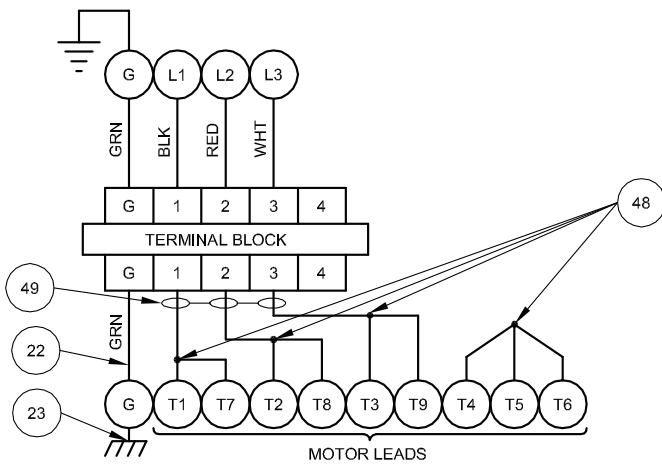 G L1 L2 L3
GRN BLK RED WHT
G 1 2 3 4
48
TERMINAL BLOCK
G 1 2 3 4
49
GRN
22
23
G T1 T7 T2 T8 T3 T9 T4 T5 T6
MOTOR LEADS